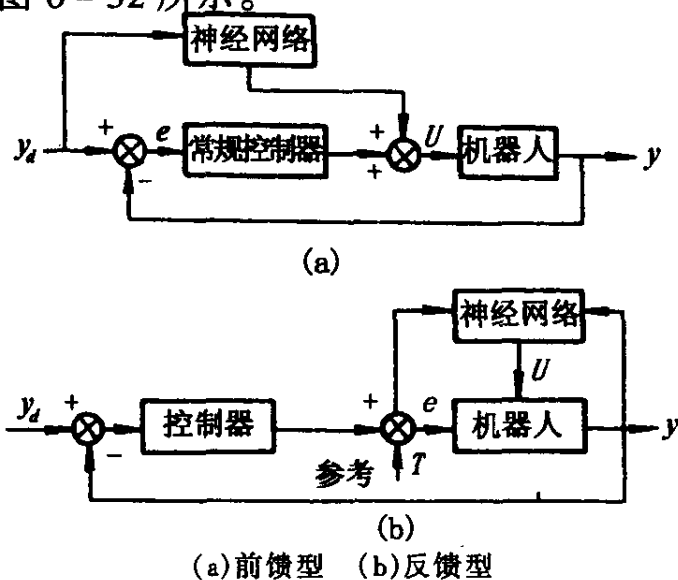 图 6-32 所示。
神经网络
y_d + e 常规控制器 + U 机器人 y
- +
(a)
神经网络
U
y_d + 控制器 + e 机器人 y
- 参考 T
(b)
(a)前馈型 (b)反馈型